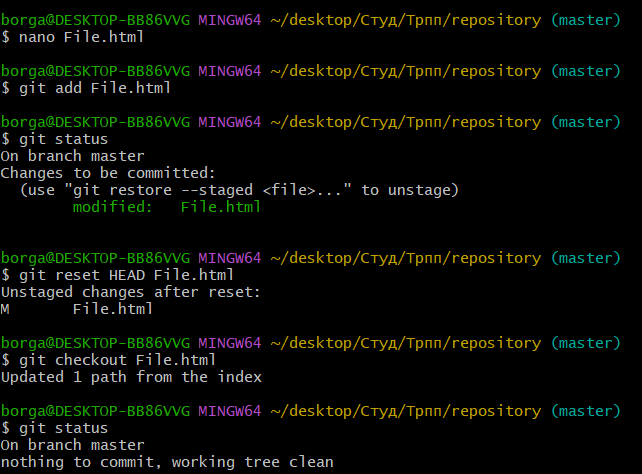 borga@DESKTOP-BB86VVG MINGW64 ~/desktop/Студ/Трпп/repository (master)
$ nano File.html
borga@DESKTOP-BB86VVG MINGW64 ~/desktop/Студ/Трпп/repository (master)
$ git add File.html
borga@DESKTOP-BB86VVG MINGW64 ~/desktop/Студ/Трпп/repository (master)
$ git status
On branch master
Changes to be committed:
  (use "git restore --staged <file>..." to unstage)
        modified:   File.html
borga@DESKTOP-BB86VVG MINGW64 ~/desktop/Студ/Трпп/repository (master)
$ git reset HEAD File.html
Unstaged changes after reset:
M       File.html
borga@DESKTOP-BB86VVG MINGW64 ~/desktop/Студ/Трпп/repository (master)
$ git checkout File.html
Updated 1 path from the index
borga@DESKTOP-BB86VVG MINGW64 ~/desktop/Студ/Трпп/repository (master)
$ git status
On branch master
nothing to commit, working tree clean